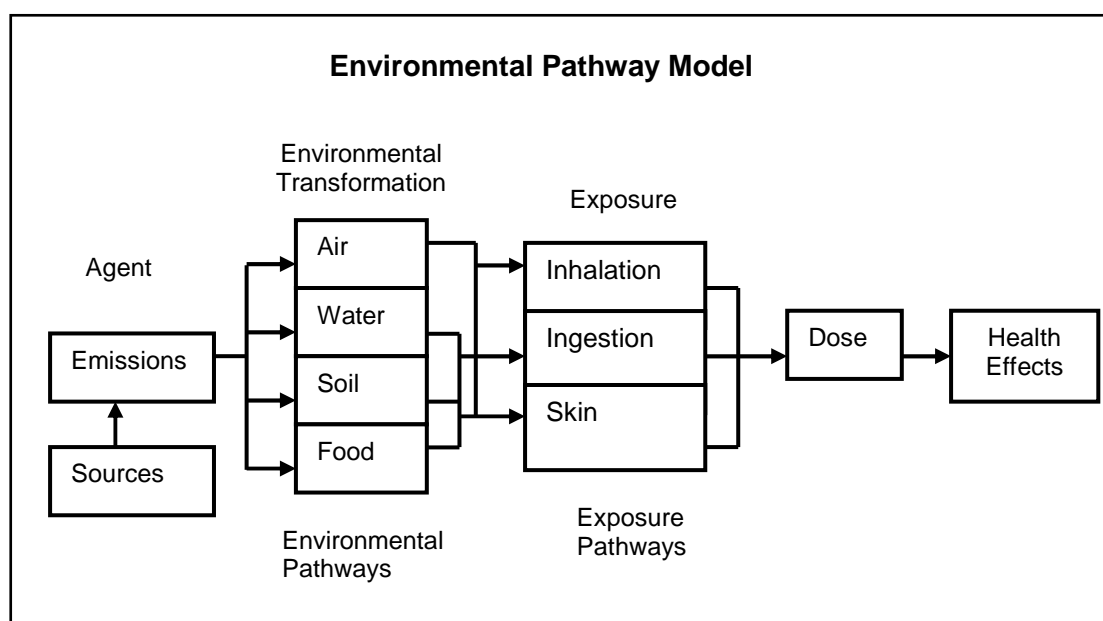 Environmental Pathway Model
Environmental
Transformation
Exposure
Agent
Air
Water
Soil
Food
Inhalation
Ingestion
Skin
Emissions
Sources
Dose
Health
Effects
Environmental
Pathways
Exposure
Pathways